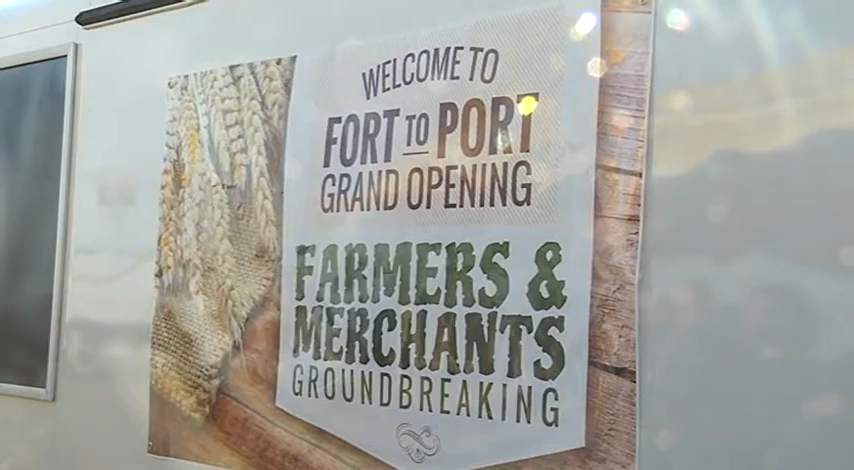 WELCOME TO
FORT TO PORT
GRAND OPENING
FARMERS &
MERCHANTS
GROUNDBREAKING